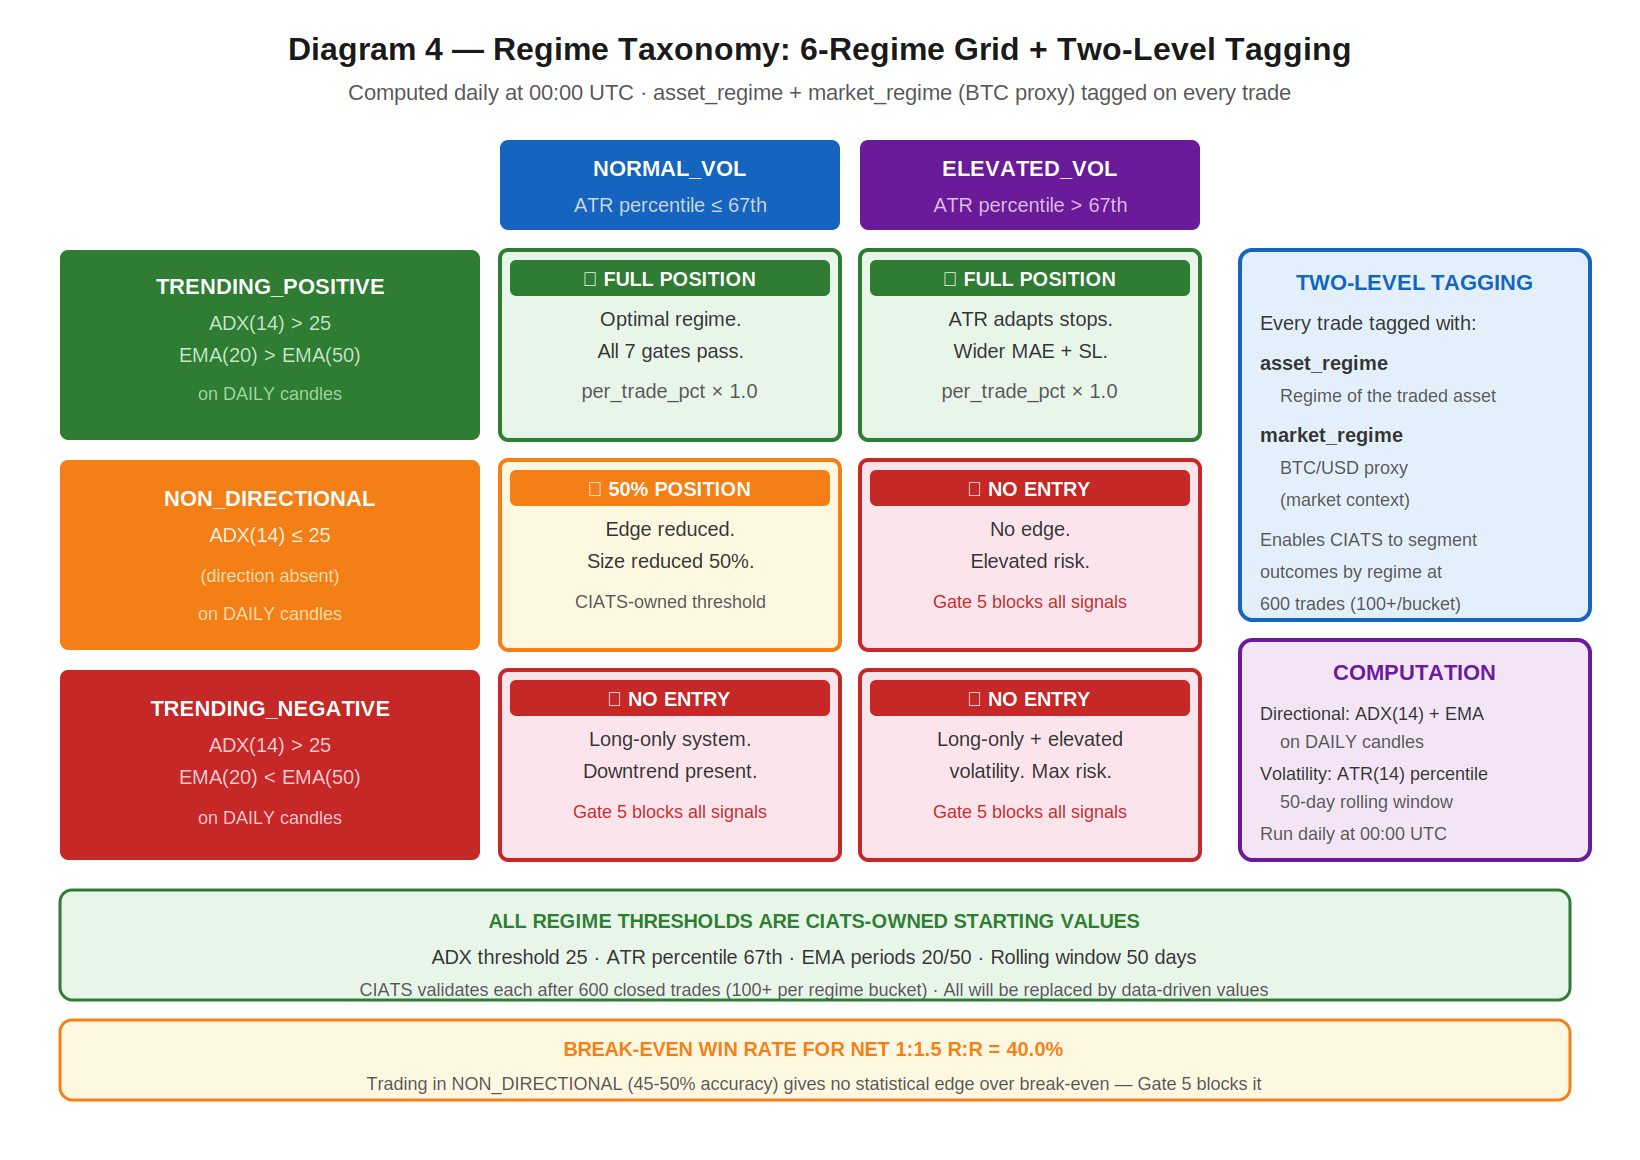 Diagram 4 — Regime Taxonomy: 6-Regime Grid + Two-Level Tagging
Computed daily at 00:00 UTC · asset_regime + market_regime (BTC proxy) tagged on every trade
NORMAL_VOL
ATR percentile ≤ 67th
ELEVATED_VOL
ATR percentile > 67th
TRENDING_POSITIVE
ADX(14) > 25
EMA(20) > EMA(50)
on DAILY candles
FULL POSITION
Optimal regime.
All 7 gates pass.
per_trade_pct × 1.0
FULL POSITION
ATR adapts stops.
Wider MAE + SL.
per_trade_pct × 1.0
NON_DIRECTIONAL
ADX(14) ≤ 25
(direction absent)
on DAILY candles
50% POSITION
Edge reduced.
Size reduced 50%.
CIATS-owned threshold
NO ENTRY
No edge.
Elevated risk.
Gate 5 blocks all signals
TRENDING_NEGATIVE
ADX(14) > 25
EMA(20) < EMA(50)
on DAILY candles
NO ENTRY
Long-only system.
Downtrend present.
Gate 5 blocks all signals
NO ENTRY
Long-only + elevated
volatility. Max risk.
Gate 5 blocks all signals
TWO-LEVEL TAGGING
Every trade tagged with:
asset_regime
Regime of the traded asset
market_regime
BTC/USD proxy
(market context)
Enables CIATS to segment
outcomes by regime at
600 trades (100+/bucket)
COMPUTATION
Directional: ADX(14) + EMA
on DAILY candles
Volatility: ATR(14) percentile
50-day rolling window
Run daily at 00:00 UTC
ALL REGIME THRESHOLDS ARE CIATS-OWNED STARTING VALUES
ADX threshold 25 · ATR percentile 67th · EMA periods 20/50 · Rolling window 50 days
CIATS validates each after 600 closed trades (100+ per regime bucket) · All will be replaced by data-driven values
BREAK-EVEN WIN RATE FOR NET 1:1.5 R:R = 40.0%
Trading in NON_DIRECTIONAL (45-50% accuracy) gives no statistical edge over break-even — Gate 5 blocks it